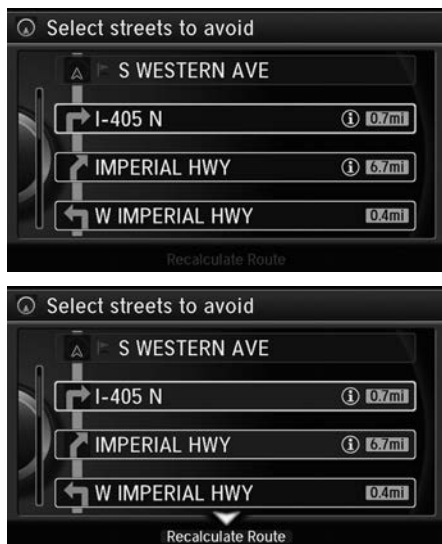 Select streets to avoid
S WESTERN AVE
I-405 N 0.7mi
IMPERIAL HWY 6.7mi
W IMPERIAL HWY 0.4mi
Recalculate Route
Select streets to avoid
S WESTERN AVE
I-405 N 0.7mi
IMPERIAL HWY 6.7mi
W IMPERIAL HWY 0.4mi
Recalculate Route